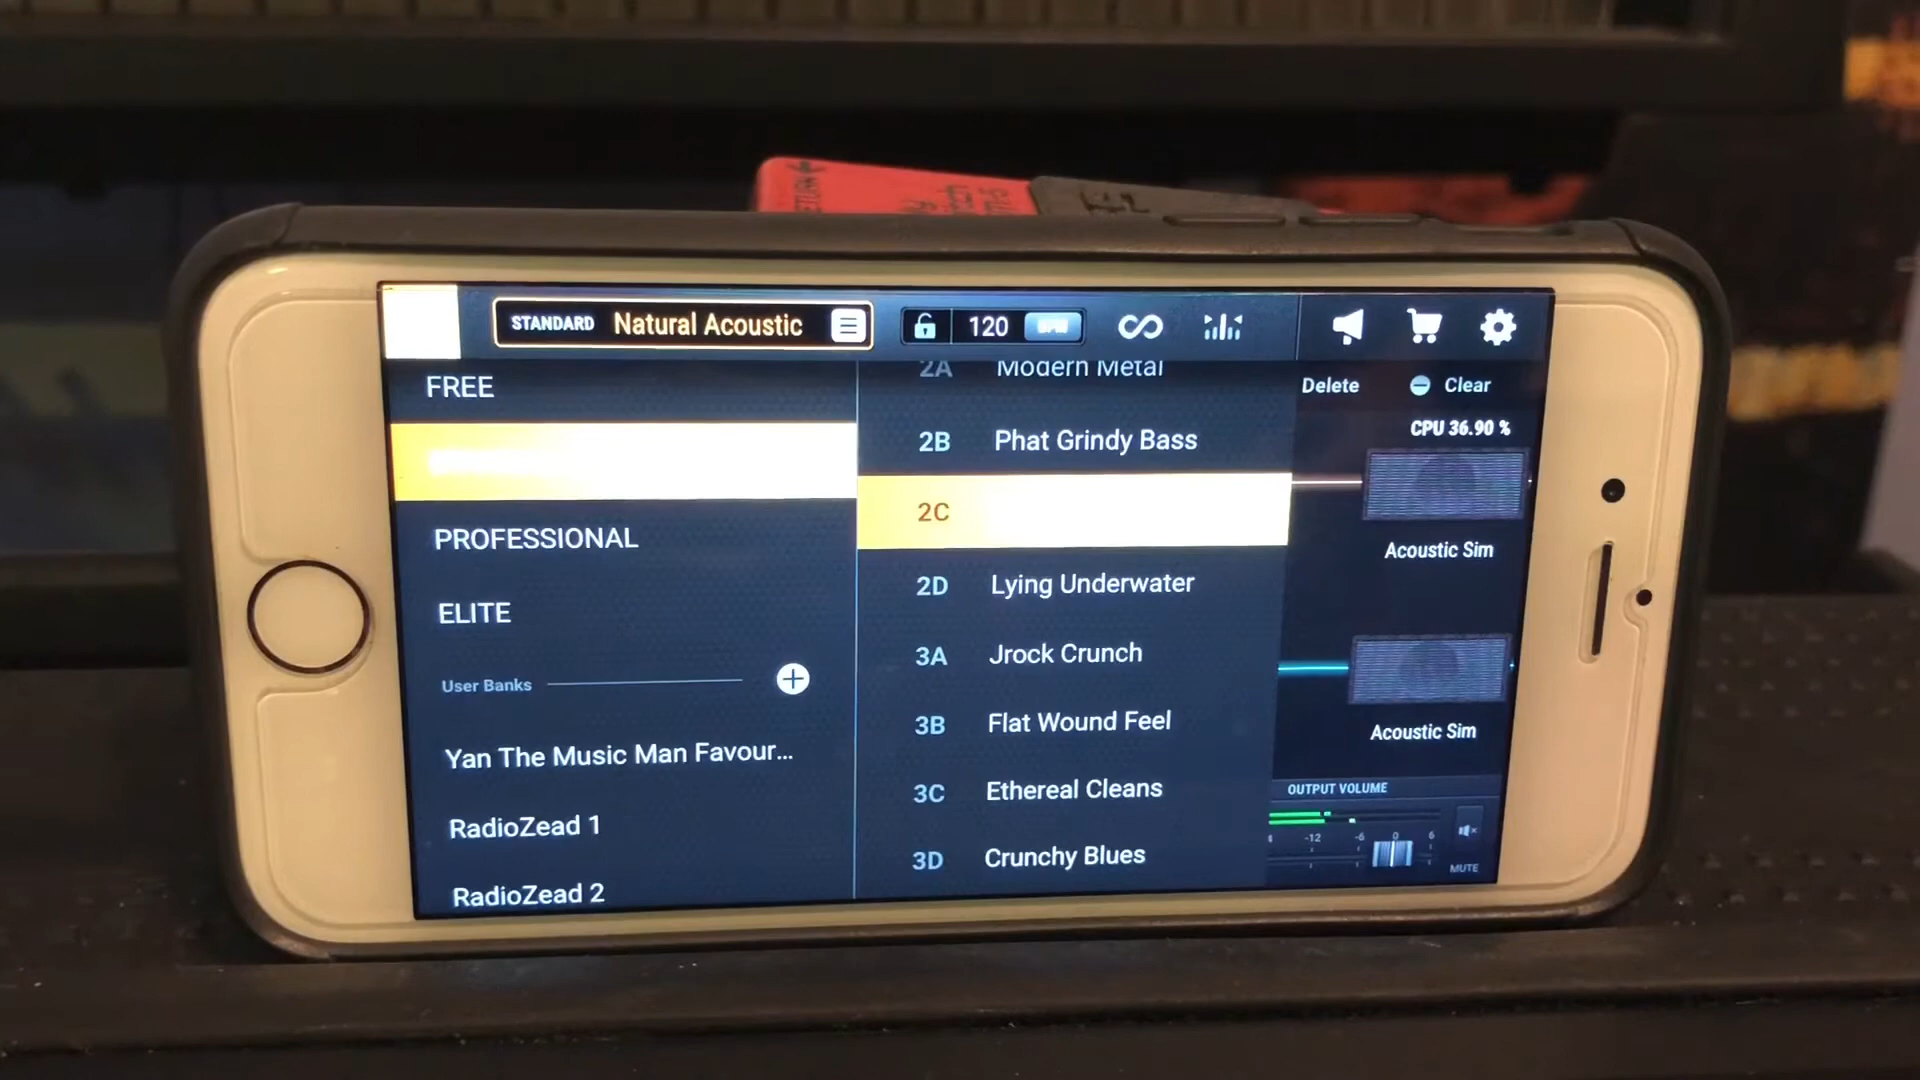 STANDARD Natural Acoustic
120
Delete
Clear
CPU 36.90 %
FREE
PROFESSIONAL
ELITE
User Banks
Yan The Music Man Favour...
RadioZead 1
RadioZead 2
2A Modern Metal
2B Phat Grindy Bass
2C
2D Lying Underwater
3A Jrock Crunch
3B Flat Wound Feel
3C Ethereal Cleans
3D Crunchy Blues
Acoustic Sim
Acoustic Sim
OUTPUT VOLUME
-12 -6 0 6
MUTE